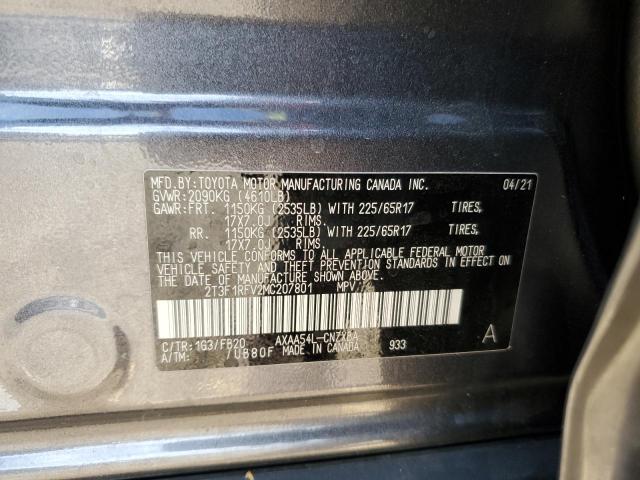 MFD.BY:TOYOTA MOTOR MANUFACTURING CANADA INC. 04/21
GVWR:2090KG (4610LB)
GAWR:FRT. 1150KG (2535LB) WITH 225/65R17 TIRES,
17X7.0J RIMS,
RR. 1150KG (2535LB) WITH 225/65R17 TIRES,
17X7.0J RIMS
THIS VEHICLE CONFORMS TO ALL APPLICABLE FEDERAL MOTOR
VEHICLE SAFETY AND THEFT PREVENTION STANDARDS IN EFFECT ON
THE DATE OF MANUFACTURE SHOWN ABOVE.
2T3F1RFV2MC207801 MPV
C/TR:1G3/FB20 AXAA54L-CNZXBA A
A/TM: /UB80F MADE IN CANADA 933